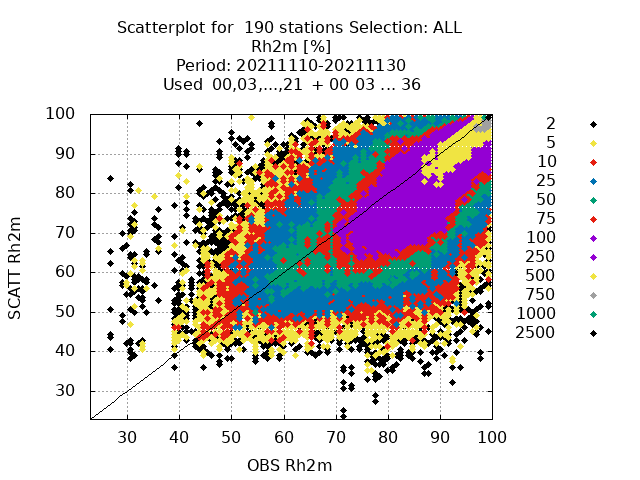 Scatterplot for  190 stations Selection: ALL
Rh2m [%]
Period: 20211110-20211130
Used  00,03,...,21  + 00 03 ... 36
SCATT Rh2m
100
90
80
70
60
50
40
30
30 40 50 60 70 80 90 100
OBS Rh2m
2
5
10
25
50
75
100
250
500
750
1000
2500